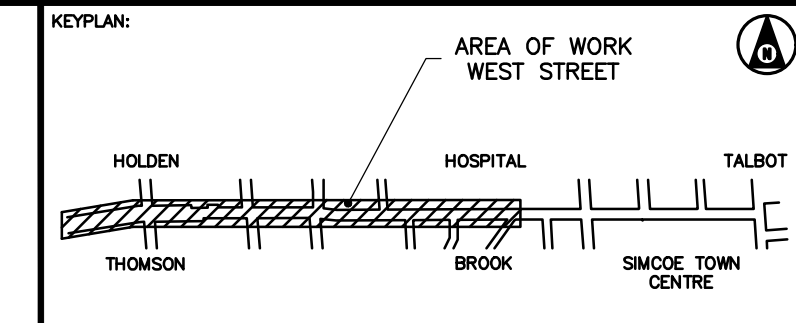 KEYPLAN:
AREA OF WORK
WEST STREET
N
HOLDEN
HOSPITAL
TALBOT
THOMSON
BROOK
SIMCOE TOWN
CENTRE